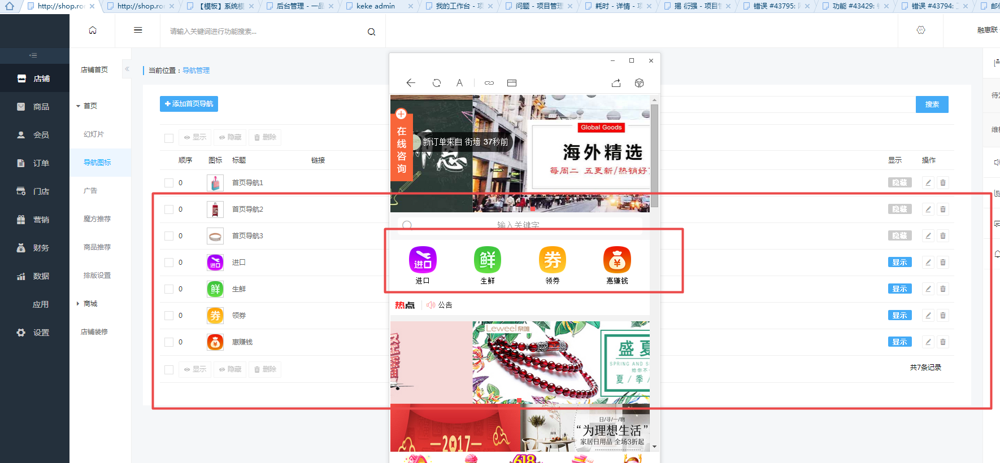 http://shop.ror
http://shop.ror
【模板】系统模
后台管理 - 一品
keke admin
我的工作台 - 项
问题 - 项目管理
耗时 - 详情 - 项
揭 衍强 - 项目管
错误 #43795:
功能 #43429:
错误 #43794:
邮
请输入关键词进行功能搜索...
融惠联
店铺
商品
会员
订单
门店
营销
财务
数据
应用
设置
店铺首页
首页
幻灯片
导航图标
广告
魔方推荐
商品推荐
排版设置
商城
店铺装修
当前位置：导航管理
添加首页导航
搜索
显示
隐藏
删除
顺序
图标
标题
链接
显示
操作
0
首页导航1
隐藏
0
首页导航2
隐藏
0
首页导航3
隐藏
0
进口
进口
显示
0
鲜
生鲜
显示
0
券
领券
显示
0
惠赚钱
显示
显示
隐藏
删除
共7条记录
A
在线咨询
新订单来自 街墙 37秒前
Global Goods
海外精选
每周二 五更新/热销好
输入关键字
进口
鲜
券
进口
生鲜
领券
惠赚钱
热点
公告
Leweel
盛夏
SPRING AND S
给你不一
夏/季/
2017
日/寻/一/物
“为理想生活”
家居日用品 全场3折起
618